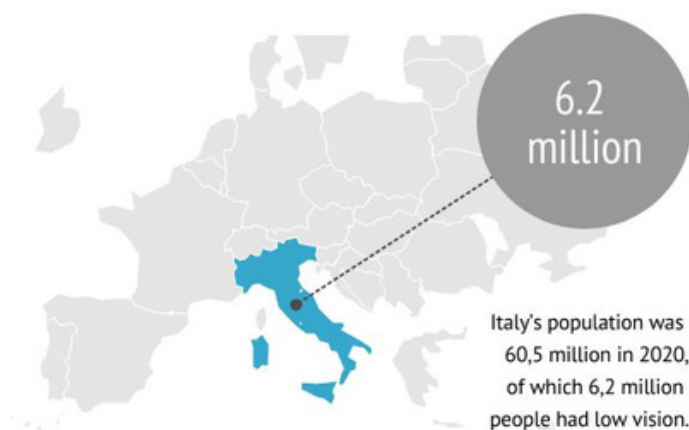 6.2
million
Italy's population was
60,5 million in 2020,
of which 6,2 million
people had low vision.